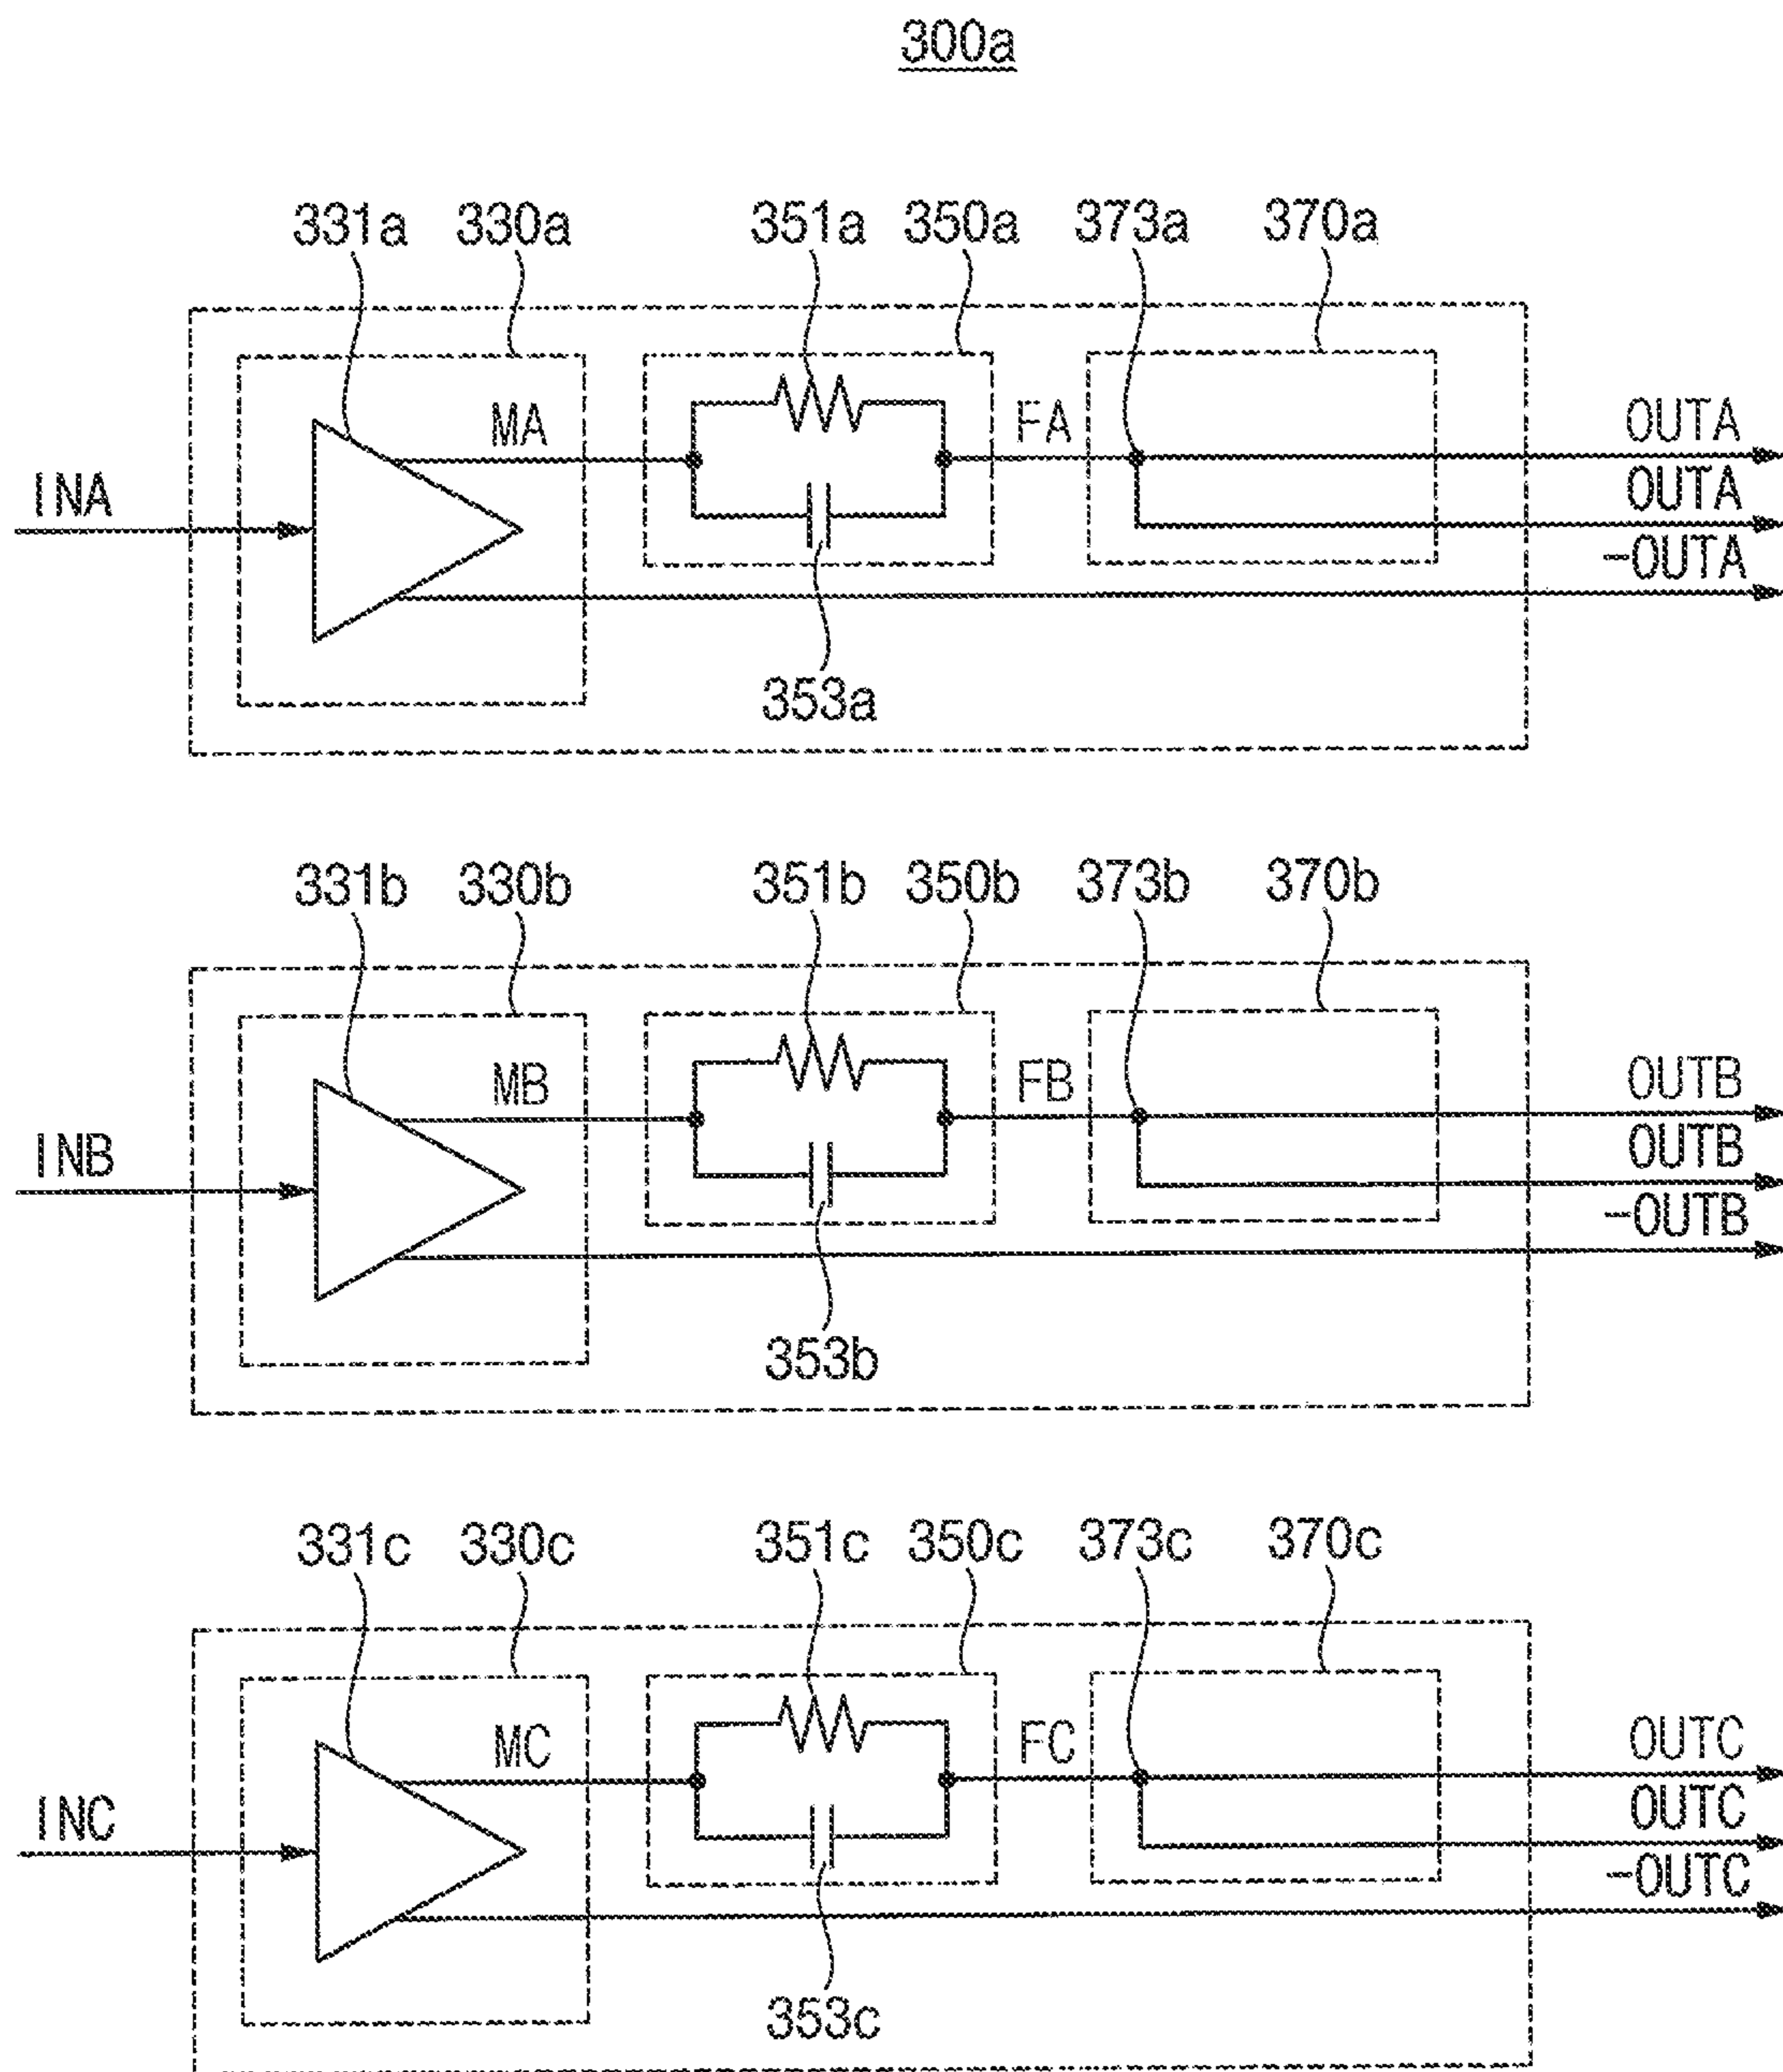 300a
331a 330a 351a 350a 373a 370a
MA FA OUTA
INA OUTA
-OUTA
353a
331b 330b 351b 350b 373b 370b
MB FB OUTB
INB OUTB
-OUTB
353b
331c 330c 351c 350c 373c 370c
MC FC OUTC
INC OUTC
-OUTC
353c